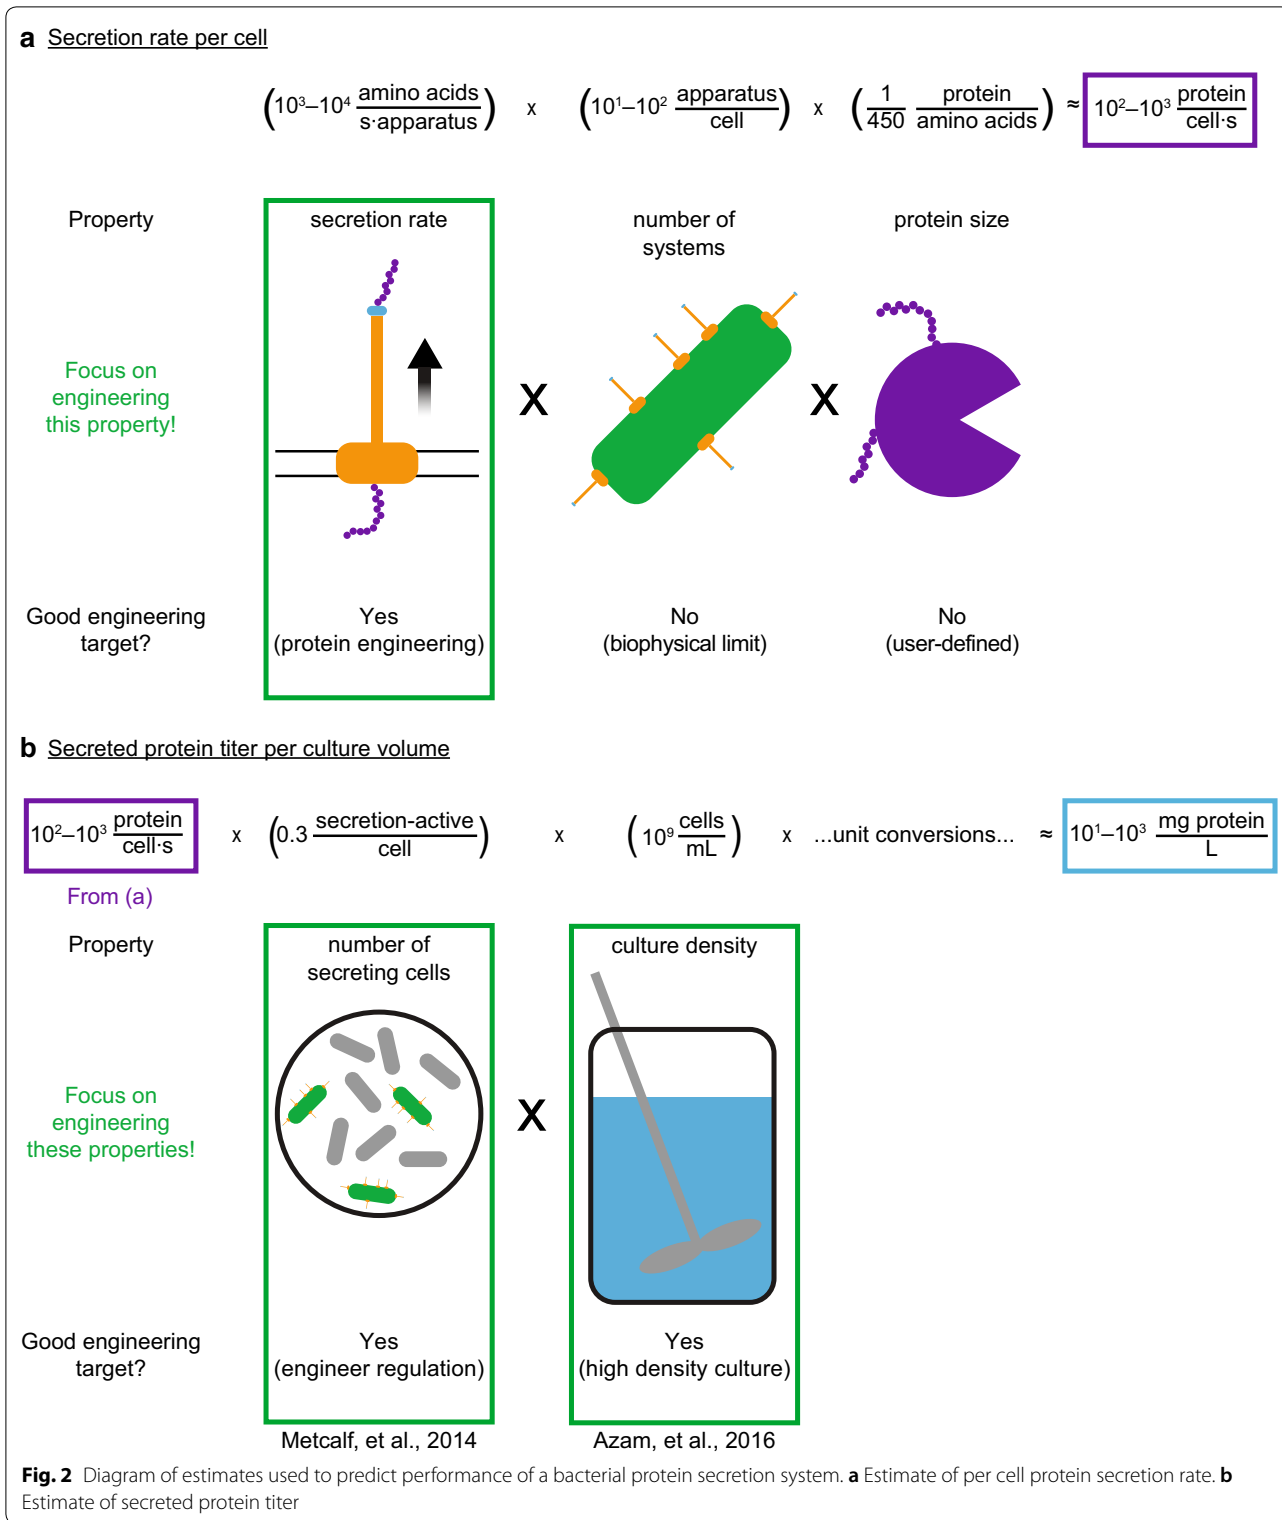 a Secretion rate per cell
(10³–10⁴ amino acids / s·apparatus) x (10¹–10² apparatus / cell) x (1 / 450 protein / amino acids) ≈ 10²–10³ protein / cell·s
Property
secretion rate
number of
systems
protein size
Focus on
engineering
this property!
X
X
Good engineering
target?
Yes
(protein engineering)
No
(biophysical limit)
No
(user-defined)
b Secreted protein titer per culture volume
10²–10³ protein / cell·s x (0.3 secretion-active / cell) x (10⁹ cells / mL) x ...unit conversions... ≈ 10¹–10³ mg protein / L
From (a)
Property
number of
secreting cells
culture density
Focus on
engineering
these properties!
X
Good engineering
target?
Yes
(engineer regulation)
Yes
(high density culture)
Metcalf, et al., 2014
Azam, et al., 2016
Fig. 2 Diagram of estimates used to predict performance of a bacterial protein secretion system. a Estimate of per cell protein secretion rate. b
Estimate of secreted protein titer